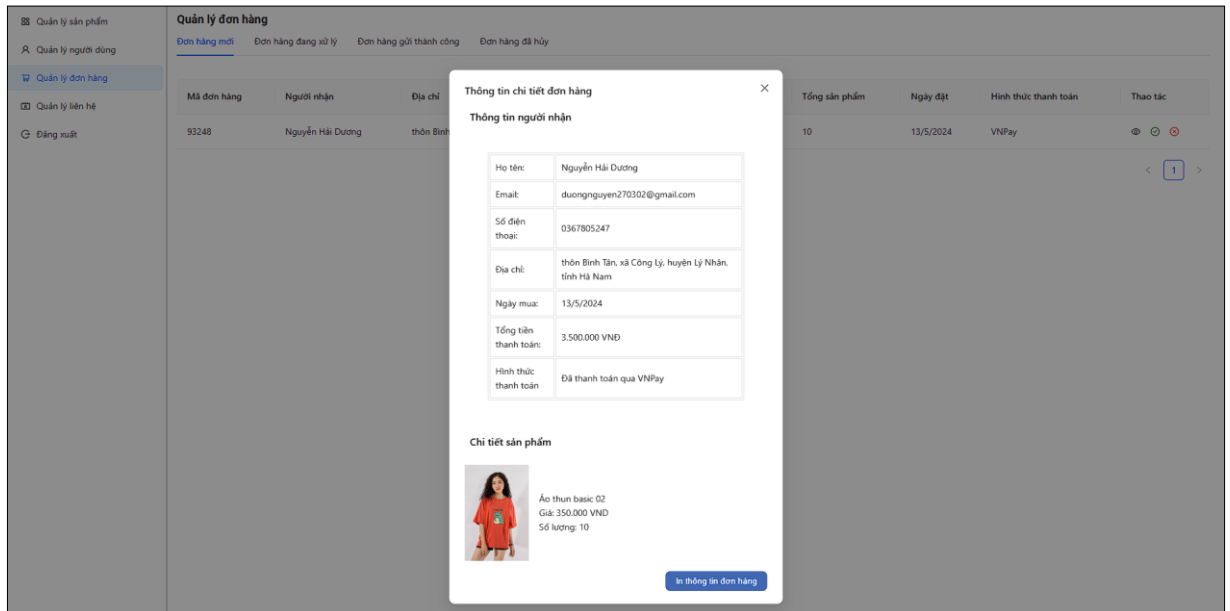 Quản lý sản phẩm
Quản lý người dùng
Quản lý đơn hàng
Quản lý liên hệ
Đăng xuất
Quản lý đơn hàng
Đơn hàng mới Đơn hàng đang xử lý Đơn hàng gửi thành công Đơn hàng đã hủy
Mã đơn hàng Người nhận Địa chỉ Tổng sản phẩm Ngày đặt Hình thức thanh toán Thao tác
93248 Nguyễn Hải Dương thôn Bình 10 13/5/2024 VNPay
1
Thông tin chi tiết đơn hàng
Thông tin người nhận
Họ tên: Nguyễn Hải Dương
Email: duongnguyen270302@gmail.com
Số điện
thoại:
0367805247
Địa chỉ:
thôn Bình Tân, xã Công Lý, huyện Lý Nhân,
tỉnh Hà Nam
Ngày mua: 13/5/2024
Tổng tiền
thanh toán:
3.500.000 VNĐ
Hình thức
thanh toán
Đã thanh toán qua VNPay
Chi tiết sản phẩm
Áo thun basic 02
Giá: 350.000 VND
Số lượng: 10
In thông tin đơn hàng